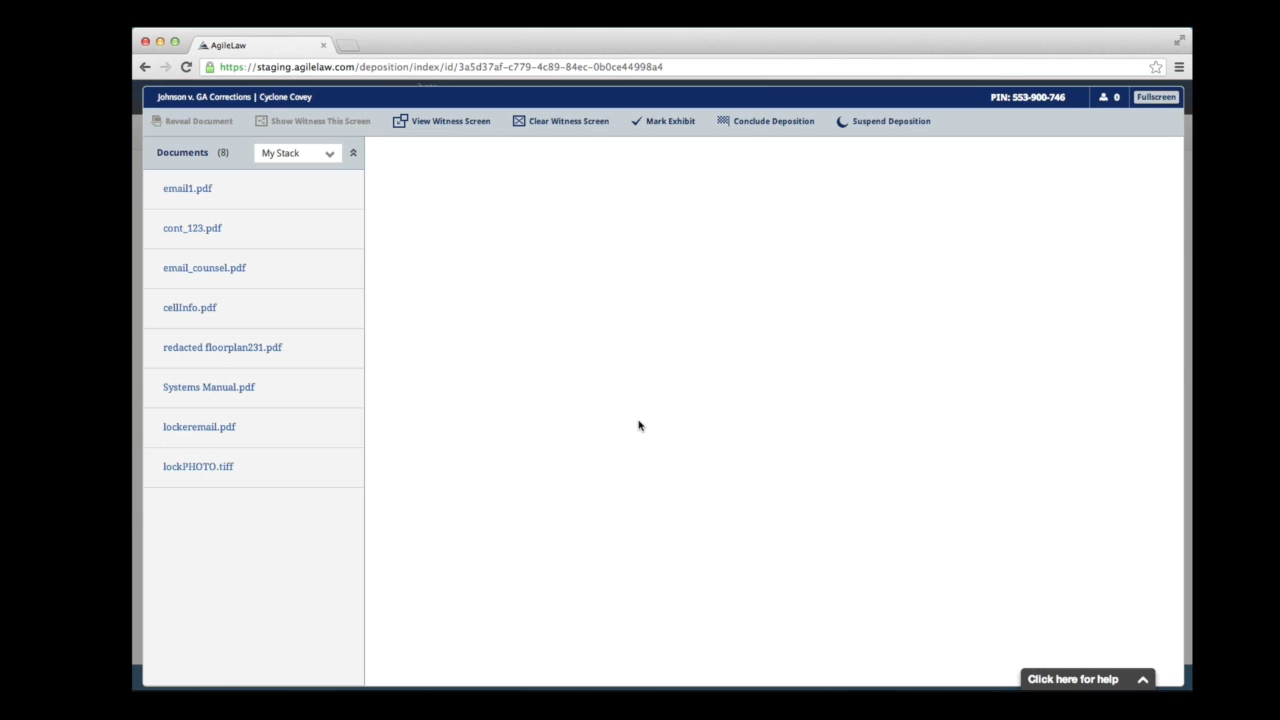 AgileLaw
https://staging.agilelaw.com/deposition/index/id/3a5d37af-c779-4c89-84ec-0b0ce44998a4
Johnson v. GA Corrections | Cyclone Covey PIN: 553-900-746 0 Fullscreen
Reveal Document Show Witness This Screen View Witness Screen Clear Witness Screen Mark Exhibit Conclude Deposition Suspend Deposition
Documents (8) My Stack
email1.pdf
cont_123.pdf
email_counsel.pdf
cellInfo.pdf
redacted floorplan231.pdf
Systems Manual.pdf
lockeremail.pdf
lockPHOTO.tiff
Click here for help